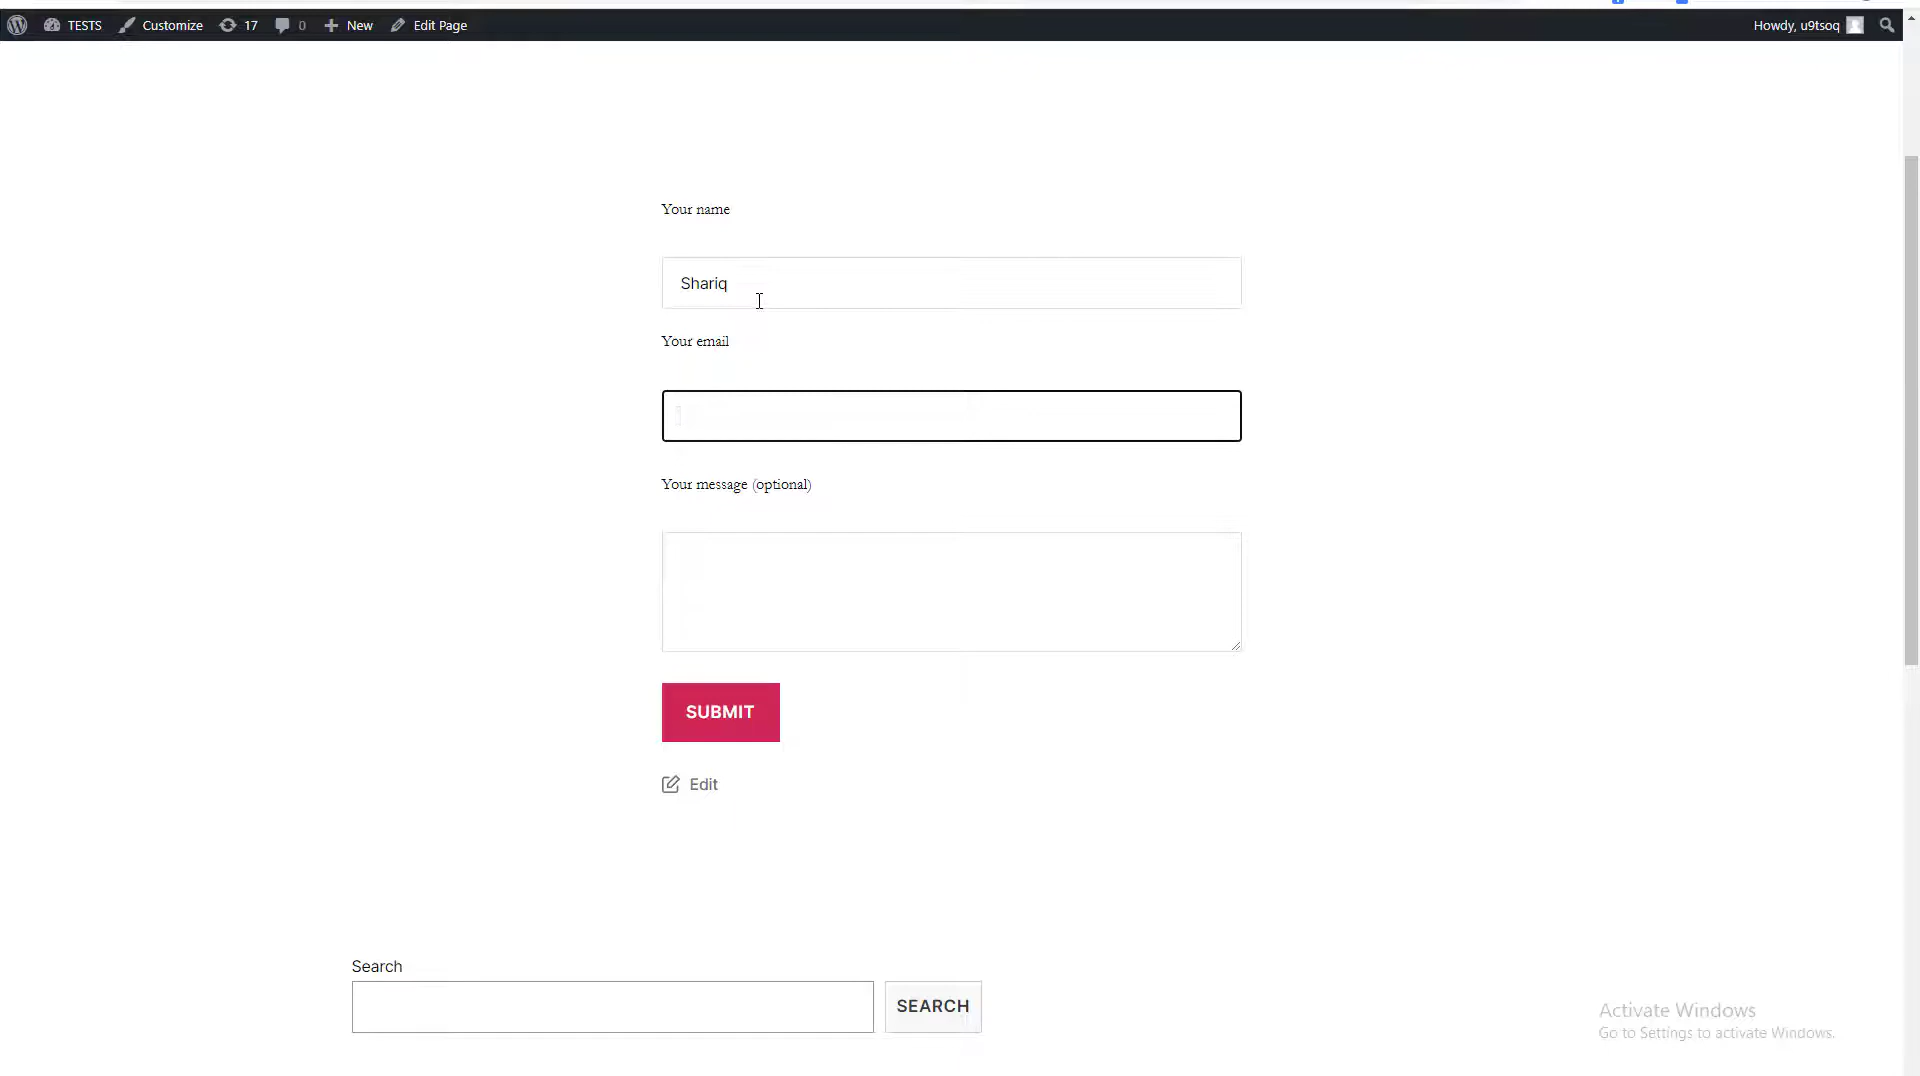 TESTS Customize 17 0 New Edit Page Howdy, u9tsoq
Your name
Shariq
Your email
Your message (optional)
SUBMIT
Edit
Search
SEARCH
Activate Windows
Go to Settings to activate Windows.